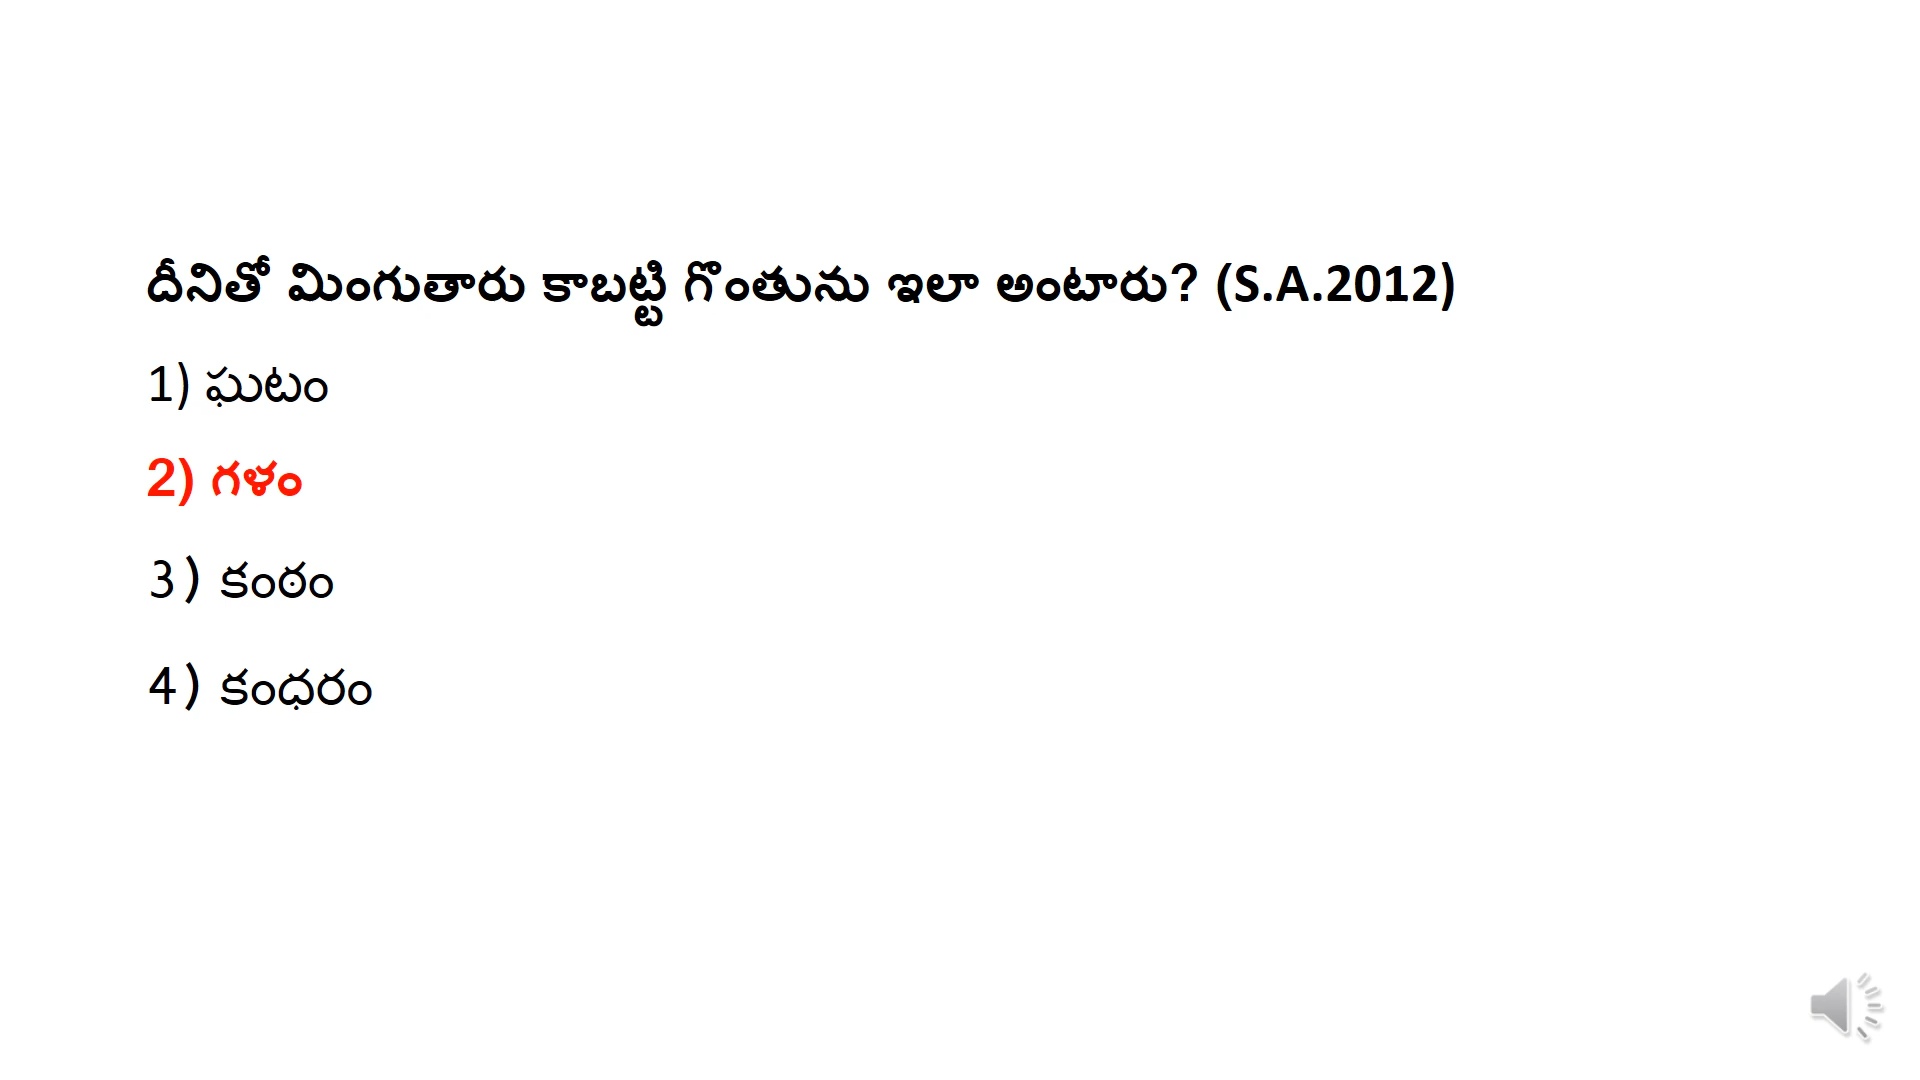 దీనితో మింగుతారు కాబట్టి గొంతును ఇలా అంటారు? (S.A.2012)
1) ఘటం
2) గళం
3) కంఠం
4) కంధరం